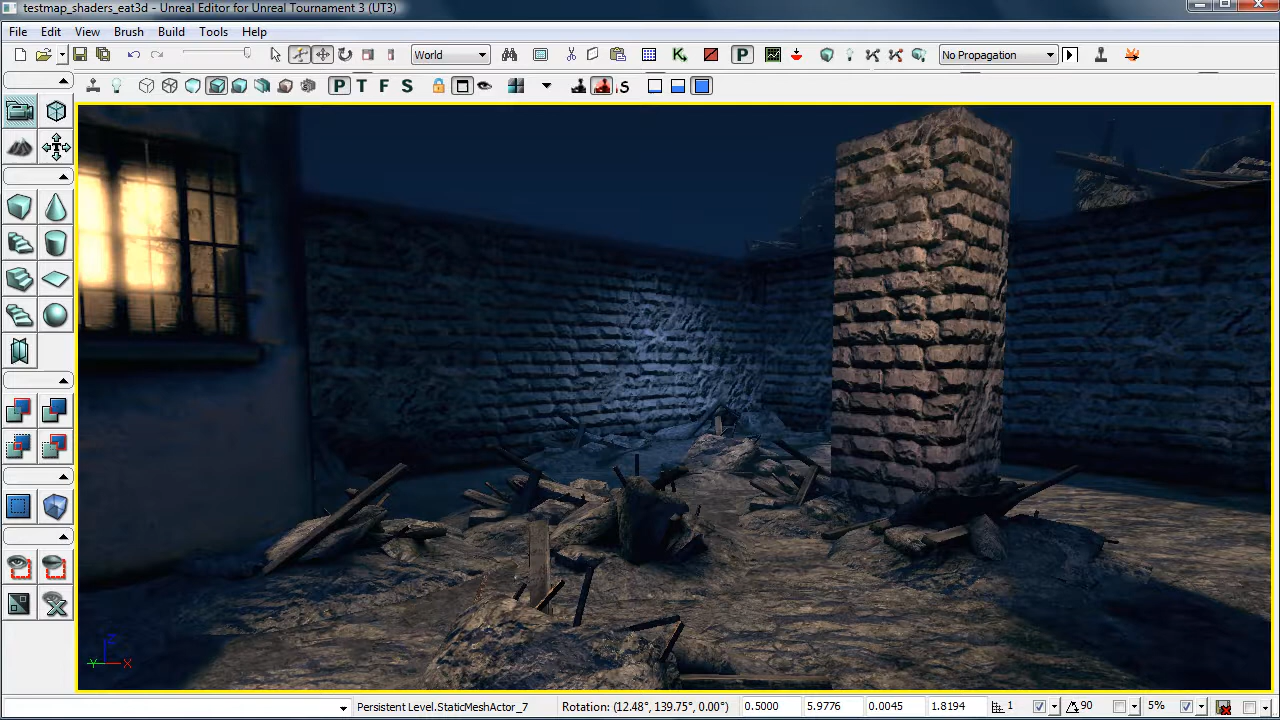 testmap_shaders_eat3d - Unreal Editor for Unreal Tournament 3 (UT3)
File Edit View Brush Build Tools Help
World
P
No Propagation
P T F S
S
Z
Y X
Persistent Level.StaticMeshActor_7
Rotation: (12.48°, 139.75°, 0.00°)
0.5000
5.9776
0.0045
1.8194
1
90
5%